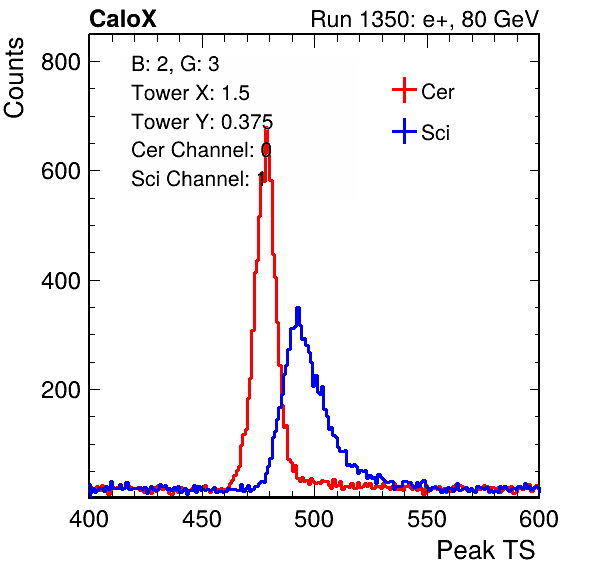 CaloX Run 1350: e+, 80 GeV
Counts
800
600
400
200
B: 2, G: 3
Tower X: 1.5
Tower Y: 0.375
Cer Channel: 0
Sci Channel: 1
Cer
Sci
400 450 500 550 600
Peak TS